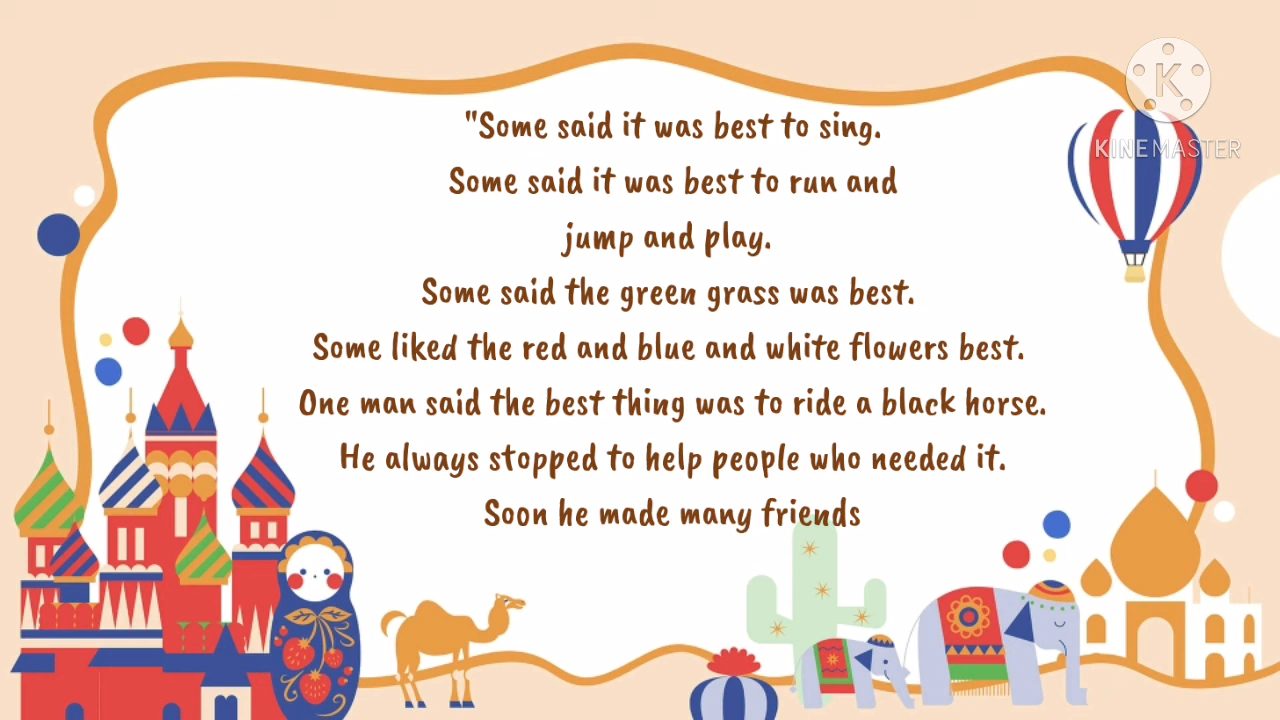 "Some said it was best to sing.
Some said it was best to run and
jump and play.
Some said the green grass was best.
Some liked the red and blue and white flowers best.
One man said the best thing was to ride a black horse.
He always stopped to help people who needed it.
Soon he made many friends
K
KINEMASTER